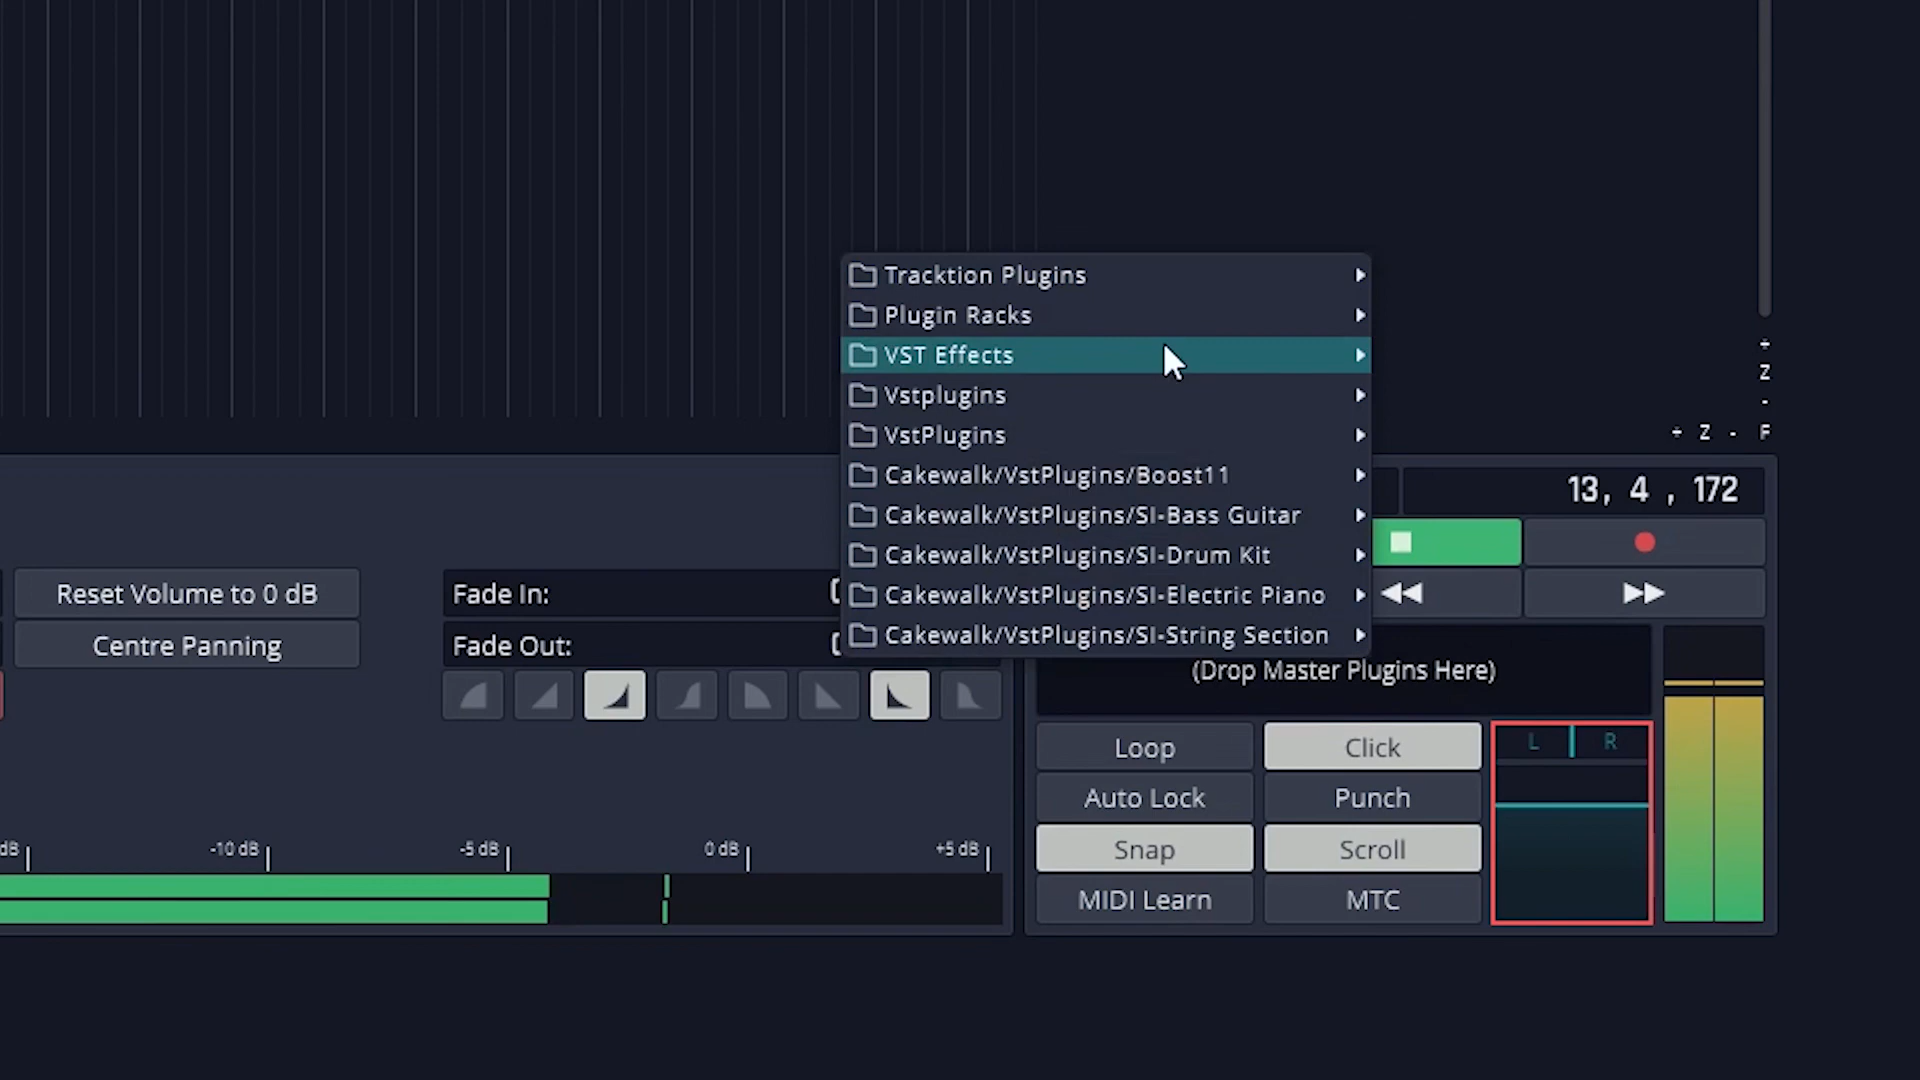 Tracktion Plugins
Plugin Racks
VST Effects
Vstplugins
VstPlugins
Cakewalk/VstPlugins/Boost11
Cakewalk/VstPlugins/SI-Bass Guitar
Cakewalk/VstPlugins/SI-Drum Kit
Cakewalk/VstPlugins/SI-Electric Piano
Cakewalk/VstPlugins/SI-String Section
+
Z
-
+ Z - F
13, 4 , 172
Reset Volume to 0 dB
Centre Panning
Fade In:
Fade Out:
(Drop Master Plugins Here)
Loop
Click
Auto Lock
Punch
Snap
Scroll
MIDI Learn
MTC
L R
dB -10 dB -5 dB 0 dB +5 dB